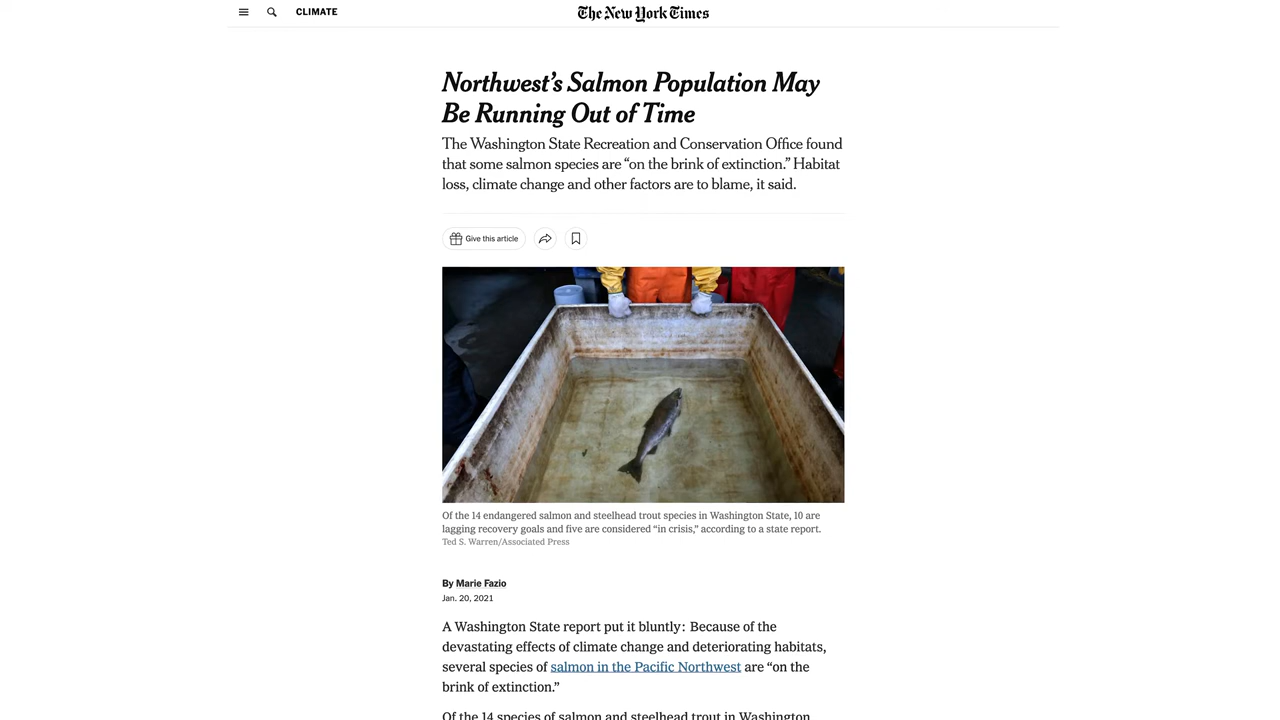 CLIMATE
The New York Times
Northwest’s Salmon Population May
Be Running Out of Time
The Washington State Recreation and Conservation Office found
that some salmon species are “on the brink of extinction.” Habitat
loss, climate change and other factors are to blame, it said.
Give this article
Of the 14 endangered salmon and steelhead trout species in Washington State, 10 are
lagging recovery goals and five are considered “in crisis,” according to a state report.
Ted S. Warren/Associated Press
By Marie Fazio
Jan. 20, 2021
A Washington State report put it bluntly: Because of the
devastating effects of climate change and deteriorating habitats,
several species of salmon in the Pacific Northwest are “on the
brink of extinction.”
Of the 14 species of salmon and steelhead trout in Washington